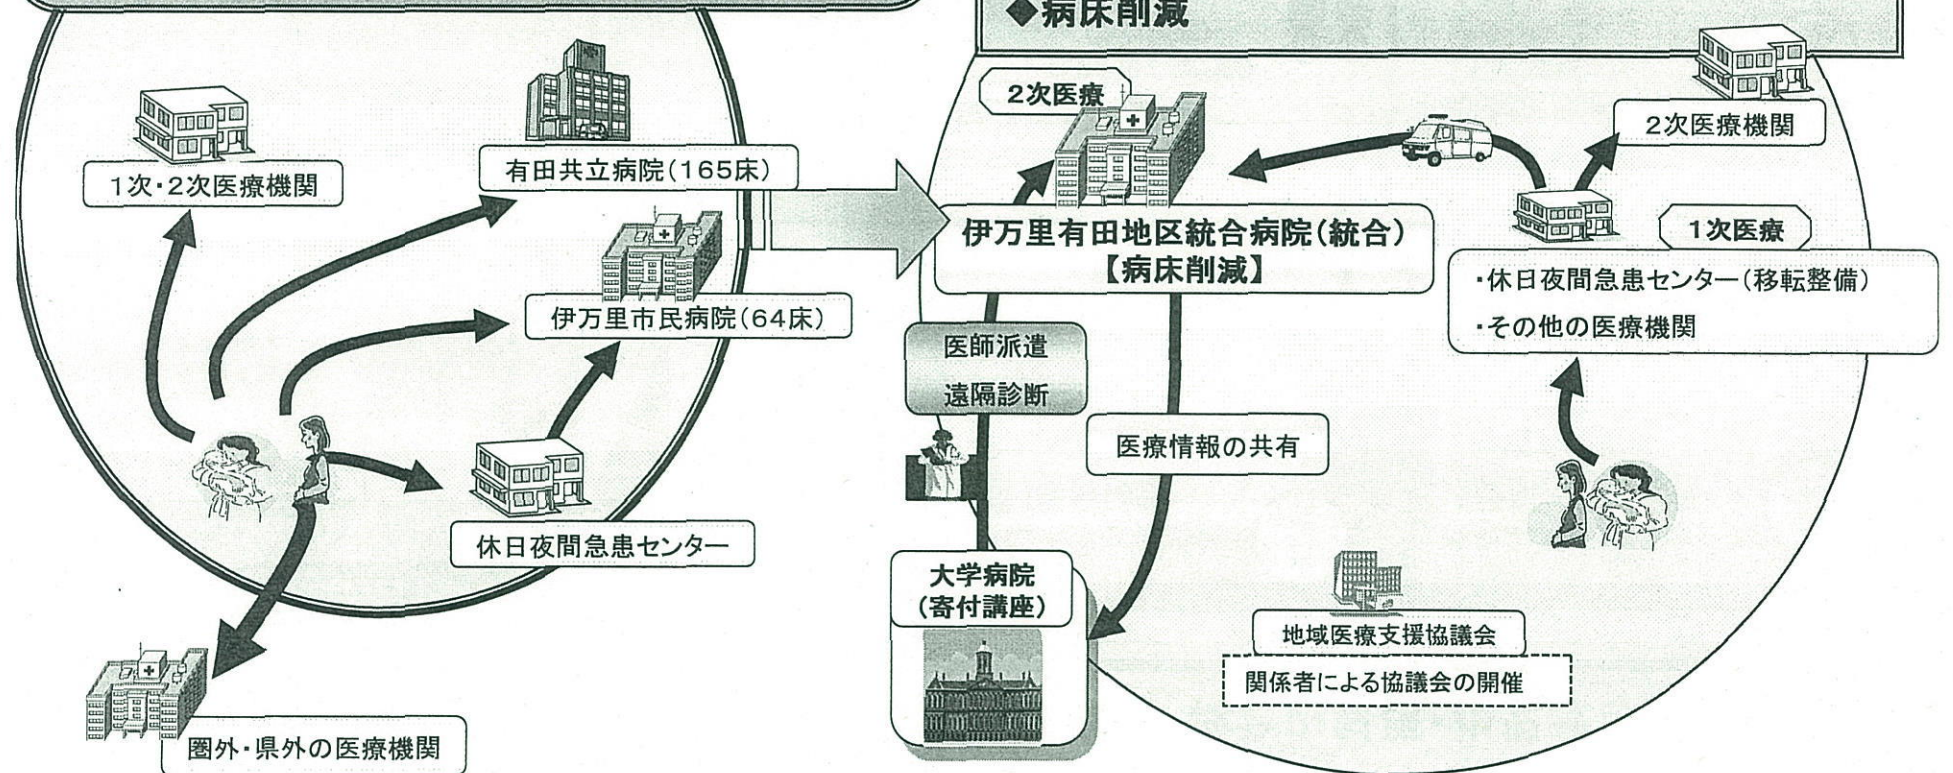 ◆病床削減
1次・2次医療機関
有田共立病院(165床)
伊万里市民病院(64床)
休日夜間急患センター
圏外・県外の医療機関
2次医療
2次医療機関
伊万里有田地区統合病院(統合)
【病床削減】
1次医療
・休日夜間急患センター(移転整備)
・その他の医療機関
医師派遣
遠隔診断
医療情報の共有
大学病院
(寄付講座)
地域医療支援協議会
関係者による協議会の開催